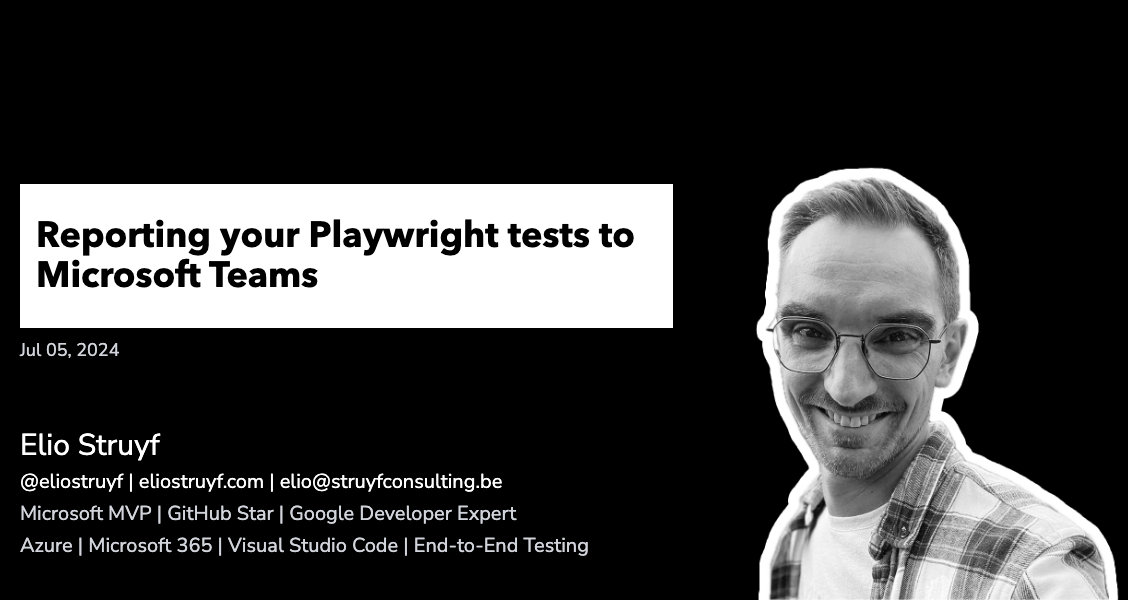 Reporting your Playwright tests to
Microsoft Teams
Jul 05, 2024
Elio Struyf
@eliostruyf | eliostruyf.com | elio@struyfconsulting.be
Microsoft MVP | GitHub Star | Google Developer Expert
Azure | Microsoft 365 | Visual Studio Code | End-to-End Testing